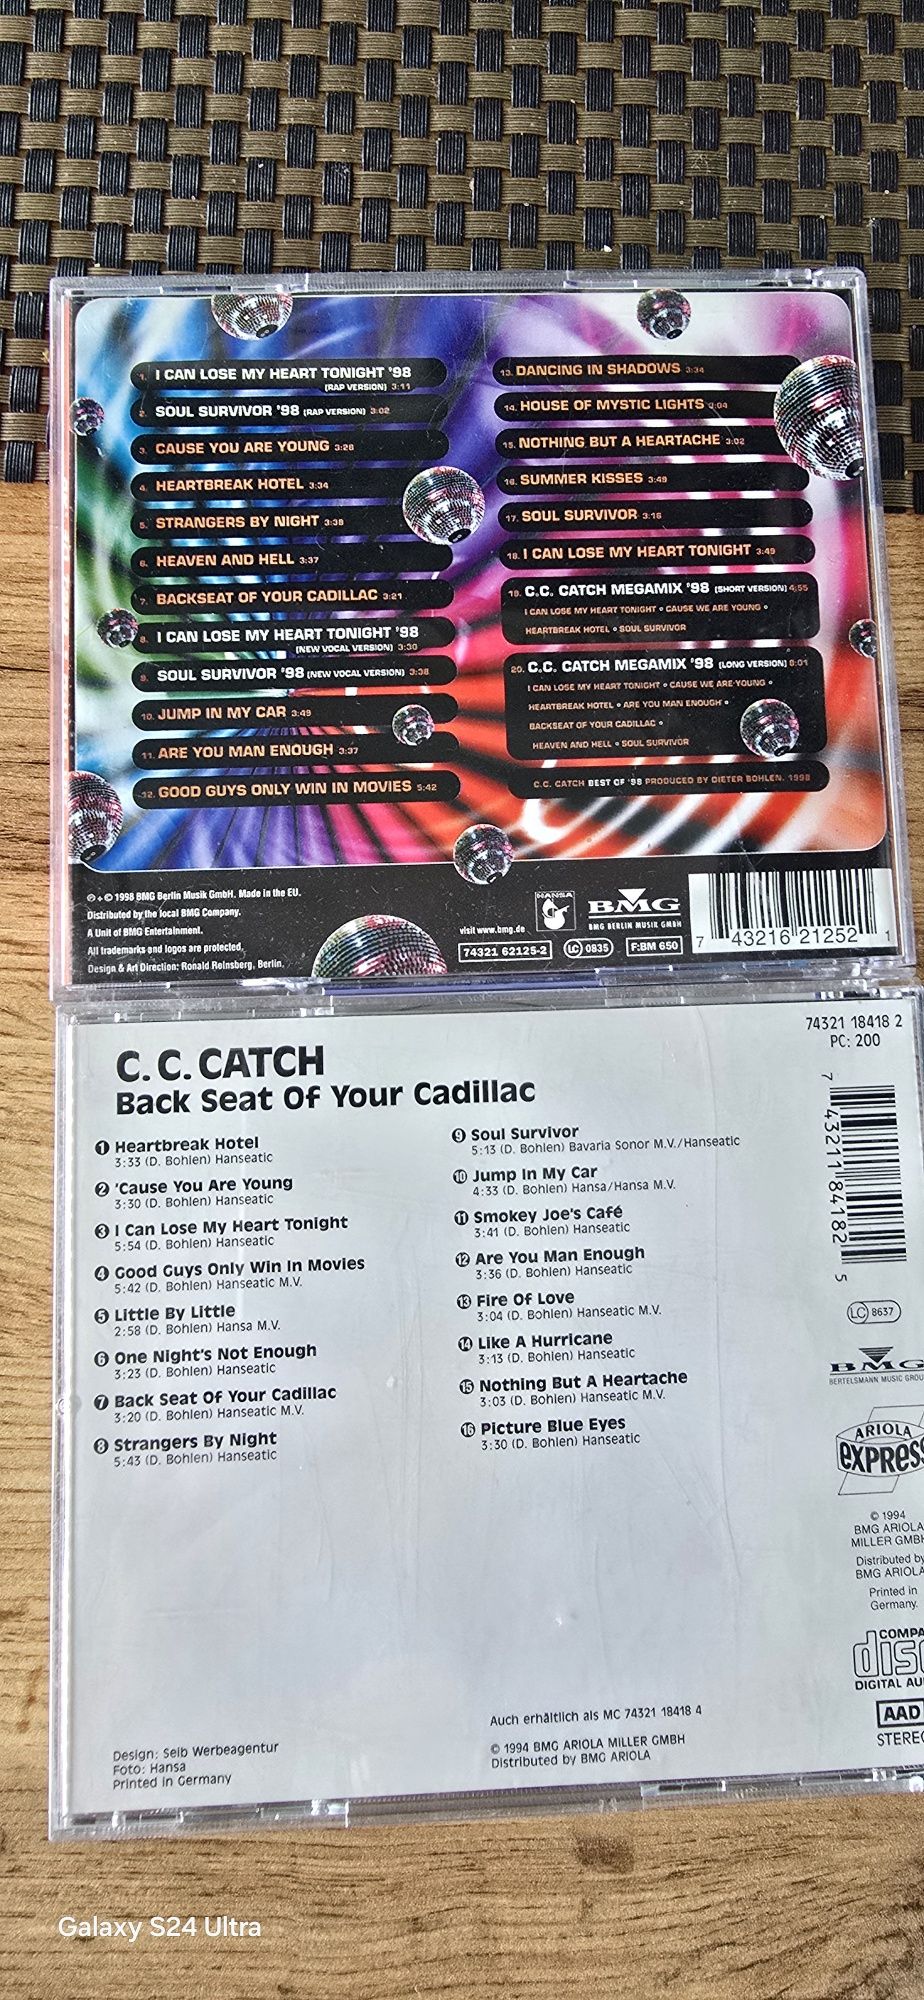 1. I CAN LOSE MY HEART TONIGHT '98
(RAP VERSION) 3:11
2. SOUL SURVIVOR '98 (RAP VERSION) 3:02
3. CAUSE YOU ARE YOUNG 3:28
4. HEARTBREAK HOTEL 3:34
5. STRANGERS BY NIGHT 3:38
6. HEAVEN AND HELL 3:37
7. BACKSEAT OF YOUR CADILLAC 3:21
8. I CAN LOSE MY HEART TONIGHT '98
(NEW VOCAL VERSION) 3:30
9. SOUL SURVIVOR '98 (NEW VOCAL VERSION) 3:38
10. JUMP IN MY CAR 3:49
11. ARE YOU MAN ENOUGH 3:37
12. GOOD GUYS ONLY WIN IN MOVIES 5:42
13. DANCING IN SHADOWS 3:34
14. HOUSE OF MYSTIC LIGHTS
15. NOTHING BUT A HEARTACHE 3:02
16. SUMMER KISSES 3:49
17. SOUL SURVIVOR 3:16
18. I CAN LOSE MY HEART TONIGHT 3:49
19. C.C. CATCH MEGAMIX '98 (SHORT VERSION) 4:55
I CAN LOSE MY HEART TONIGHT • CAUSE WE ARE YOUNG •
HEARTBREAK HOTEL • SOUL SURVIVOR
20. C.C. CATCH MEGAMIX '98 (LONG VERSION)
I CAN LOSE MY HEART TONIGHT • CAUSE WE ARE YOUNG •
HEARTBREAK HOTEL • ARE YOU MAN ENOUGH •
BACKSEAT OF YOUR CADILLAC •
HEAVEN AND HELL • SOUL SURVIVOR
C.C. CATCH BEST OF '98 PRODUCED BY DIETER BOHLEN. 1998
℗ + © 1998 BMG Berlin Musik GmbH. Made in the EU.
Distributed by the local BMG Company.
A Unit of BMG Entertainment.
All trademarks and logos are protected.
Design & Art Direction: Ronald Reinsberg, Berlin.
HANSA
visit www.bmg.de
BMG
BMG BERLIN MUSIK GMBH
74321 62125-2
LC 0835
F:BM 650
7 43216 21252 1
C.C. CATCH
Back Seat Of Your Cadillac
1 Heartbreak Hotel
3:33 (D. Bohlen) Hanseatic
2 'Cause You Are Young
3:30 (D. Bohlen) Hanseatic
3 I Can Lose My Heart Tonight
5:54 (D. Bohlen) Hanseatic
4 Good Guys Only Win In Movies
5:42 (D. Bohlen) Hanseatic M.V.
5 Little By Little
2:58 (D. Bohlen) Hansa M.V.
6 One Night's Not Enough
3:23 (D. Bohlen) Hanseatic
7 Back Seat Of Your Cadillac
3:20 (D. Bohlen) Hanseatic M.V.
8 Strangers By Night
5:43 (D. Bohlen) Hanseatic
9 Soul Survivor
5:13 (D. Bohlen) Bavaria Sonor M.V./Hanseatic
10 Jump In My Car
4:33 (D. Bohlen) Hansa/Hansa M.V.
11 Smokey Joe's Café
3:41 (D. Bohlen) Hanseatic
12 Are You Man Enough
3:36 (D. Bohlen) Hanseatic
13 Fire Of Love
3:04 (D. Bohlen) Hanseatic M.V.
14 Like A Hurricane
3:13 (D. Bohlen) Hanseatic
15 Nothing But A Heartache
3:03 (D. Bohlen) Hanseatic M.V.
16 Picture Blue Eyes
3:30 (D. Bohlen) Hanseatic
74321 18418 2
PC: 200
7 43211 84182 5
LC 8637
BMG
BERTELSMANN MUSIC GROU
ARIOLA
EXPRESS
© 1994
BMG ARIOLA
MILLER GMBH
Distributed by
BMG ARIOLA
Printed in
Germany.
COMPA
disc
DIGITAL AU
AAD
STEREO
Auch erhältlich als MC 74321 18418 4
© 1994 BMG ARIOLA MILLER GMBH
Distributed by BMG ARIOLA
Design: Selb Werbeagentur
Foto: Hansa
Printed in Germany
Galaxy S24 Ultra